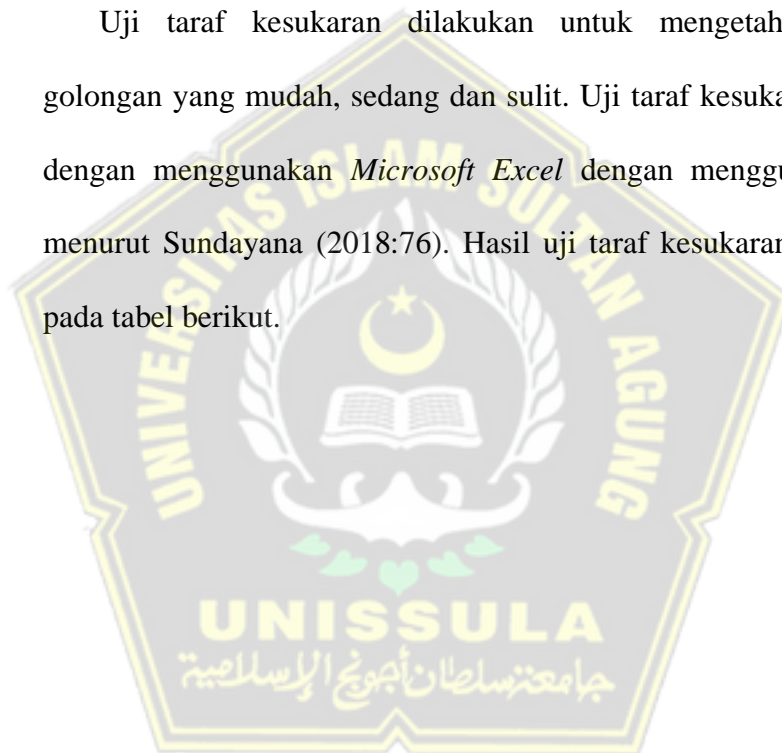 Uji taraf kesukaran dilakukan untuk mengetah
golongan yang mudah, sedang dan sulit. Uji taraf kesuka
dengan menggunakan Microsoft Excel dengan menggu
menurut Sundayana (2018:76). Hasil uji taraf kesukaran
pada tabel berikut.
UNIVERSITAS ISLAM SULTAN AGUNG
UNISSULA
جامعة سلطان أجونج الإسلامية